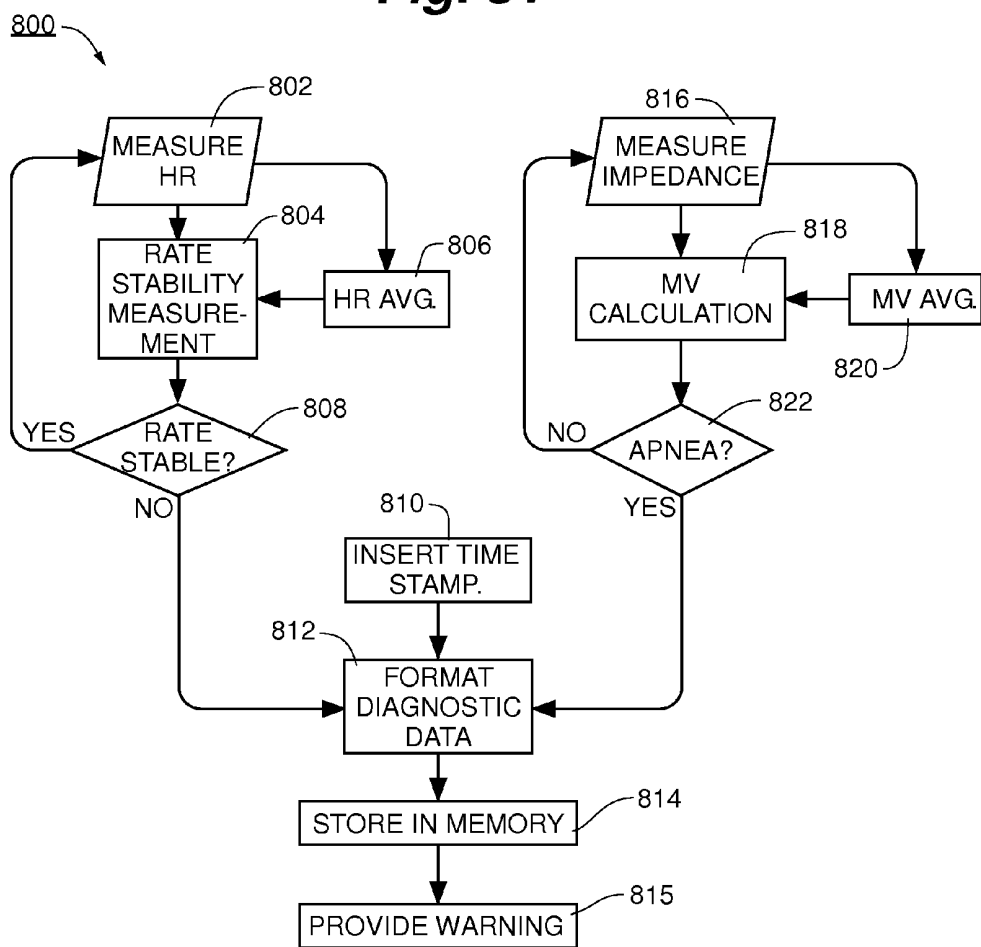 800
802
MEASURE
HR
804
RATE
STABILITY
MEASURE-
MENT
806
HR AVG.
808
YES
RATE
STABLE?
NO
816
MEASURE
IMPEDANCE
818
MV
CALCULATION
MV AVG.
820
822
NO
APNEA?
YES
810
INSERT TIME
STAMP.
812
FORMAT
DIAGNOSTIC
DATA
814
STORE IN MEMORY
815
PROVIDE WARNING